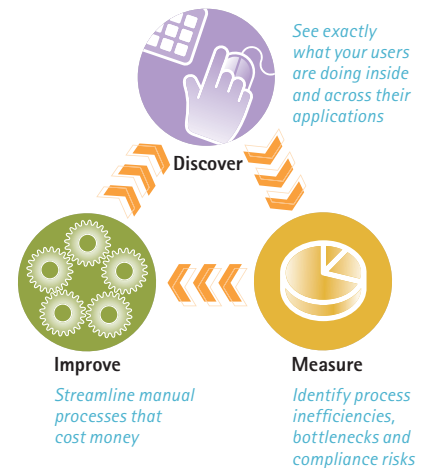 See exactly
what your users
are doing inside
and across their
applications
Discover
Improve
Streamline manual
processes that
cost money
Measure
Identify process
inefficiencies,
bottlenecks and
compliance risks